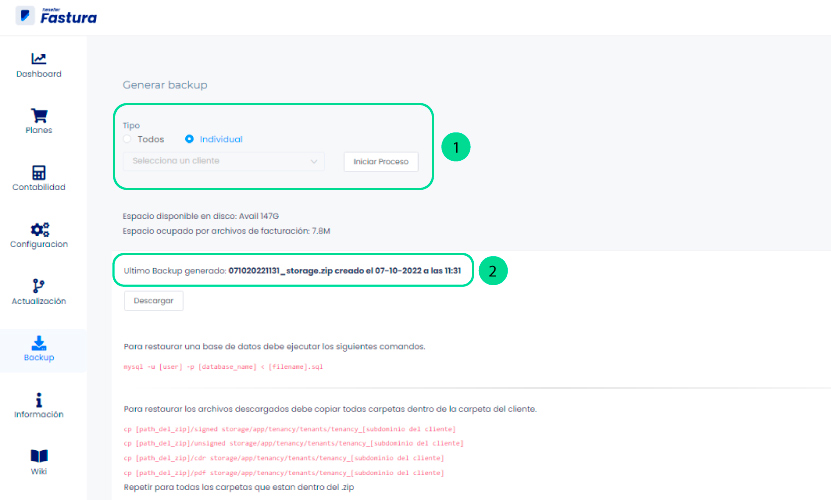 Reseller
Fastura
Dashboard
Planes
Contabilidad
Configuracion
Actualización
Backup
Información
Wiki
Generar backup
Tipo
Todos Individual
Selecciona un cliente Iniciar Proceso
1
Espacio disponible en disco: Avail 147G
Espacio ocupado por archivos de facturación: 7.8M
Ultimo Backup generado: 071020221131_storage.zip creado el 07-10-2022 a las 11:31
2
Descargar
Para restaurar una base de datos debe ejecutar los siguientes comandos.
mysql -u [user] -p [database_name] < [filename].sql
Para restaurar los archivos descargados debe copiar todas carpetas dentro de la carpeta del cliente.
cp [path_del_zip]/signed storage/app/tenancy/tenants/tenancy_[subdominio del cliente]
cp [path_del_zip]/unsigned storage/app/tenancy/tenants/tenancy_[subdominio del cliente]
cp [path_del_zip]/cdr storage/app/tenancy/tenants/tenancy_[subdominio del cliente]
cp [path_del_zip]/pdf storage/app/tenancy/tenants/tenancy_[subdominio del cliente]
Repetir para todas las carpetas que estan dentro del .zip